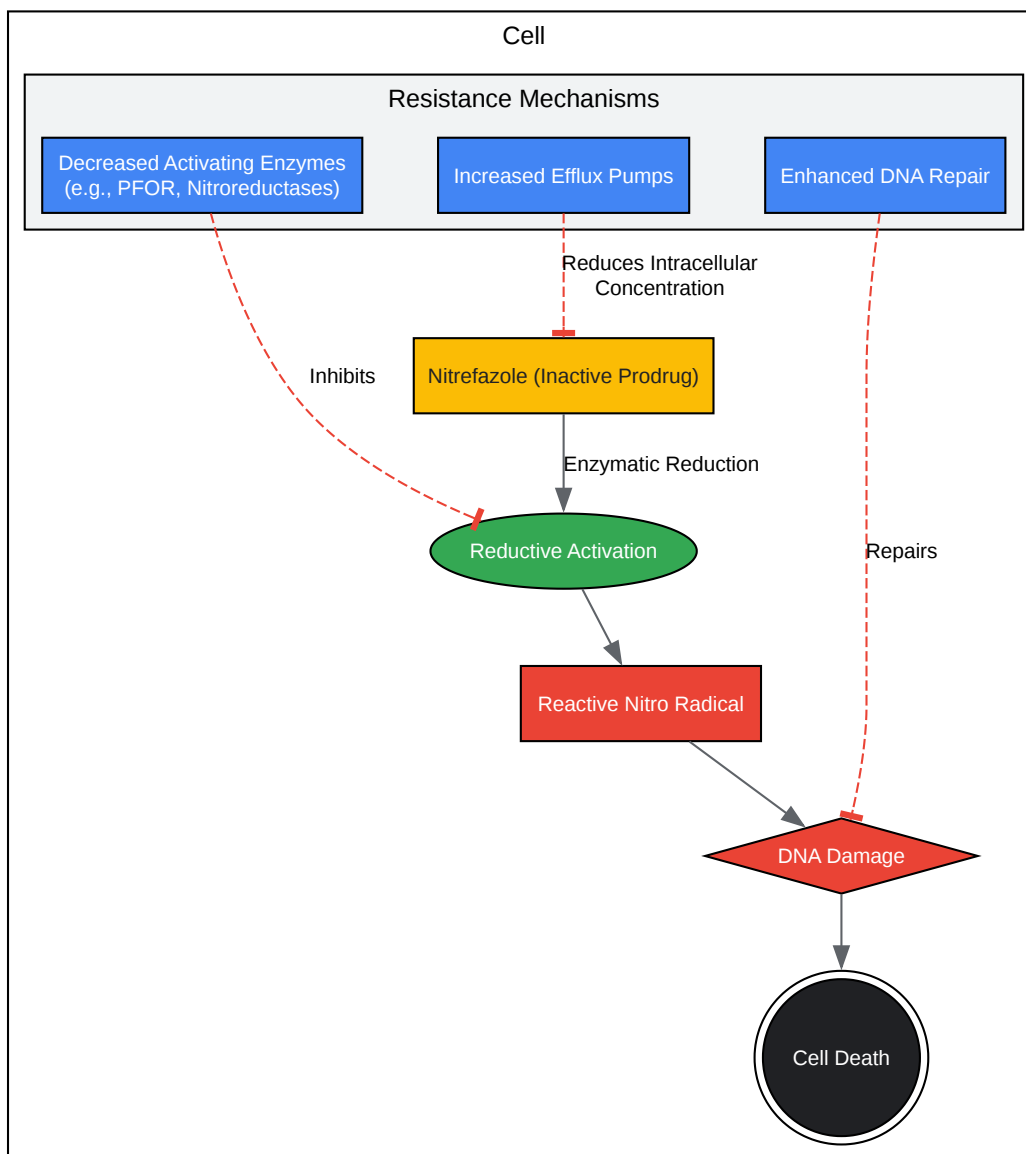 Cell
Resistance Mechanisms
Decreased Activating Enzymes
(e.g., PFOR, Nitroreductases)
Increased Efflux Pumps
Enhanced DNA Repair
Reduces Intracellular
Concentration
Inhibits
Nitrefazole (Inactive Prodrug)
Enzymatic Reduction
Reductive Activation
Repairs
Reactive Nitro Radical
DNA Damage
Cell Death